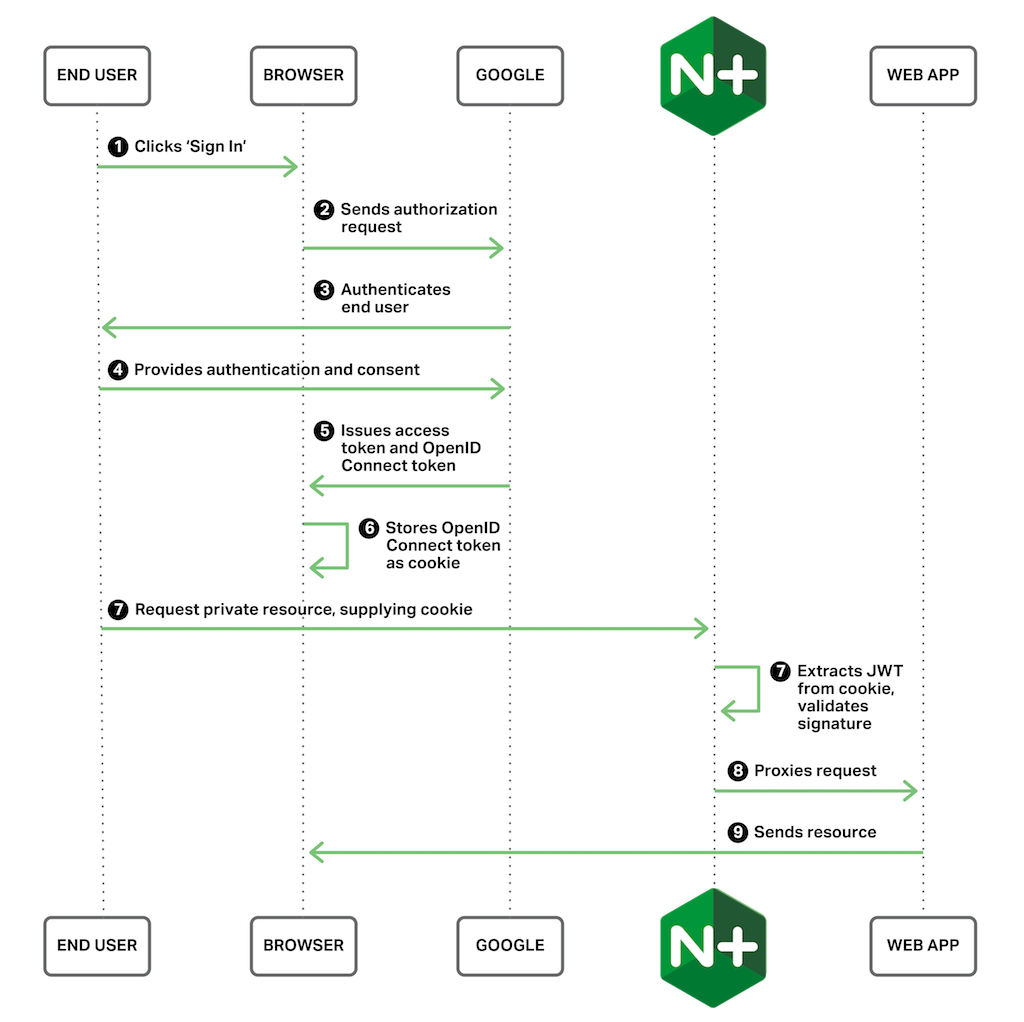 END USER
BROWSER
GOOGLE
N+
WEB APP
1 Clicks ‘Sign In’
2 Sends authorization
request
3 Authenticates
end user
4 Provides authentication and consent
5 Issues access
token and OpenID
Connect token
6 Stores OpenID
Connect token
as cookie
7 Request private resource, supplying cookie
7 Extracts JWT
from cookie,
validates
signature
8 Proxies request
9 Sends resource
END USER
BROWSER
GOOGLE
N+
WEB APP